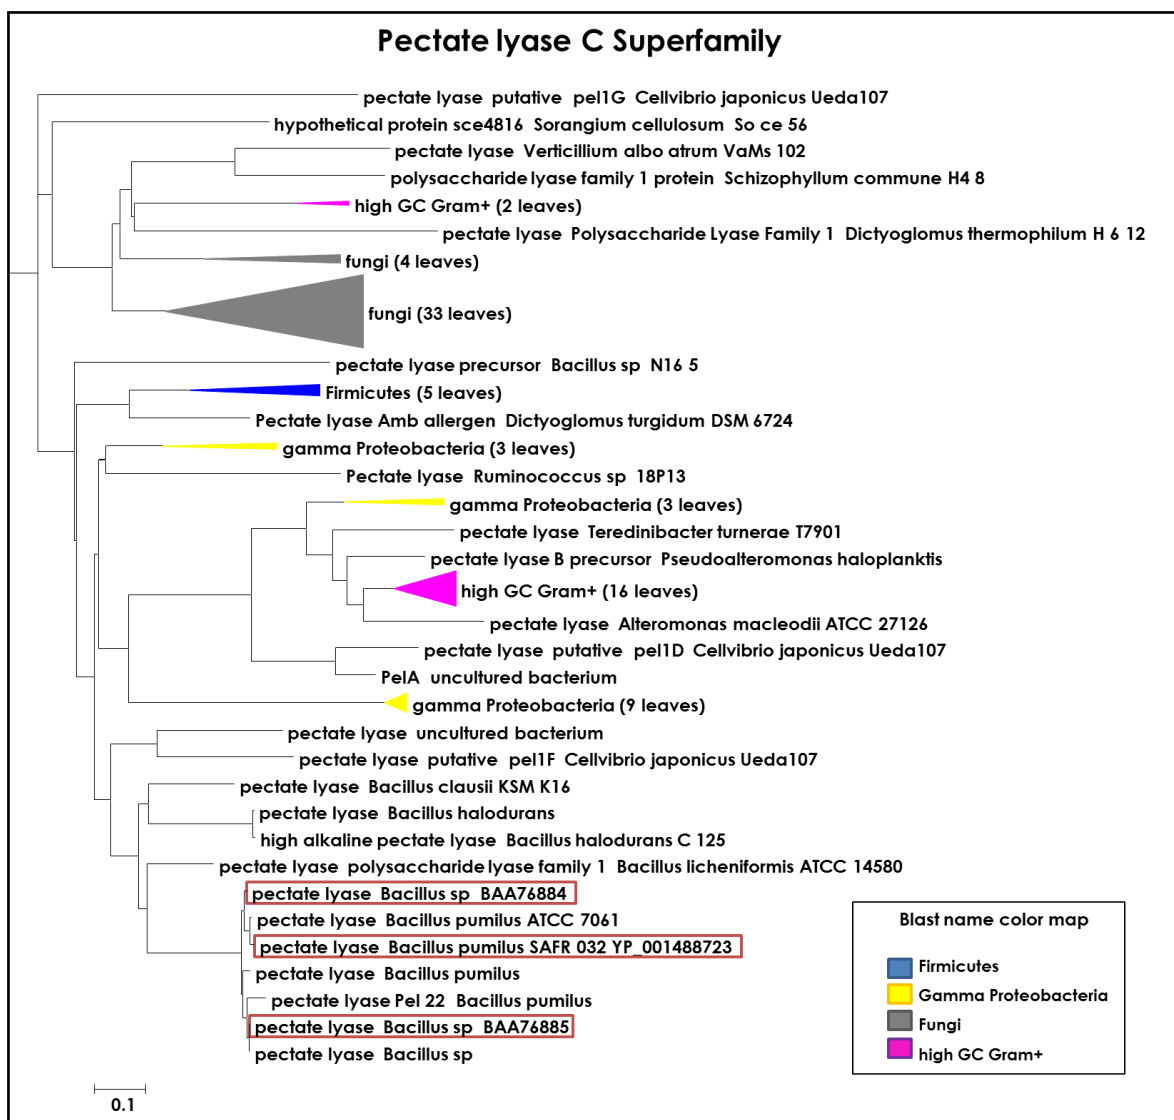 Pectate lyase C Superfamily
pectate lyase putative pel1G Cellvibrio japonicus Ueda107
hypothetical protein sce4816 Sorangium cellulosum So ce 56
pectate lyase Verticillium albo atrum VaMs 102
polysaccharide lyase family 1 protein Schizophyllum commune H4 8
high GC Gram+ (2 leaves)
pectate lyase Polysaccharide Lyase Family 1 Dictyoglomus thermophilum H 6 12
fungi (4 leaves)
fungi (33 leaves)
pectate lyase precursor Bacillus sp N16 5
Firmicutes (5 leaves)
Pectate lyase Amb allergen Dictyoglomus turgidum DSM 6724
gamma Proteobacteria (3 leaves)
Pectate lyase Ruminococcus sp 18P13
gamma Proteobacteria (3 leaves)
pectate lyase Teredinibacter turnerae T7901
pectate lyase B precursor Pseudoalteromonas haloplanktis
high GC Gram+ (16 leaves)
pectate lyase Alteromonas macleodii ATCC 27126
pectate lyase putative pel1D Cellvibrio japonicus Ueda107
PelA uncultured bacterium
gamma Proteobacteria (9 leaves)
pectate lyase uncultured bacterium
pectate lyase putative pel1F Cellvibrio japonicus Ueda107
pectate lyase Bacillus clausii KSM K16
pectate lyase Bacillus halodurans
high alkaline pectate lyase Bacillus halodurans C 125
pectate lyase polysaccharide lyase family 1 Bacillus licheniformis ATCC 14580
pectate lyase Bacillus sp BAA76884
pectate lyase Bacillus pumilus ATCC 7061
pectate lyase Bacillus pumilus SAFR 032 YP_001488723
pectate lyase Bacillus pumilus
pectate lyase Pel 22 Bacillus pumilus
pectate lyase Bacillus sp BAA76885
pectate lyase Bacillus sp
0.1
Blast name color map
Firmicutes
Gamma Proteobacteria
Fungi
high GC Gram+